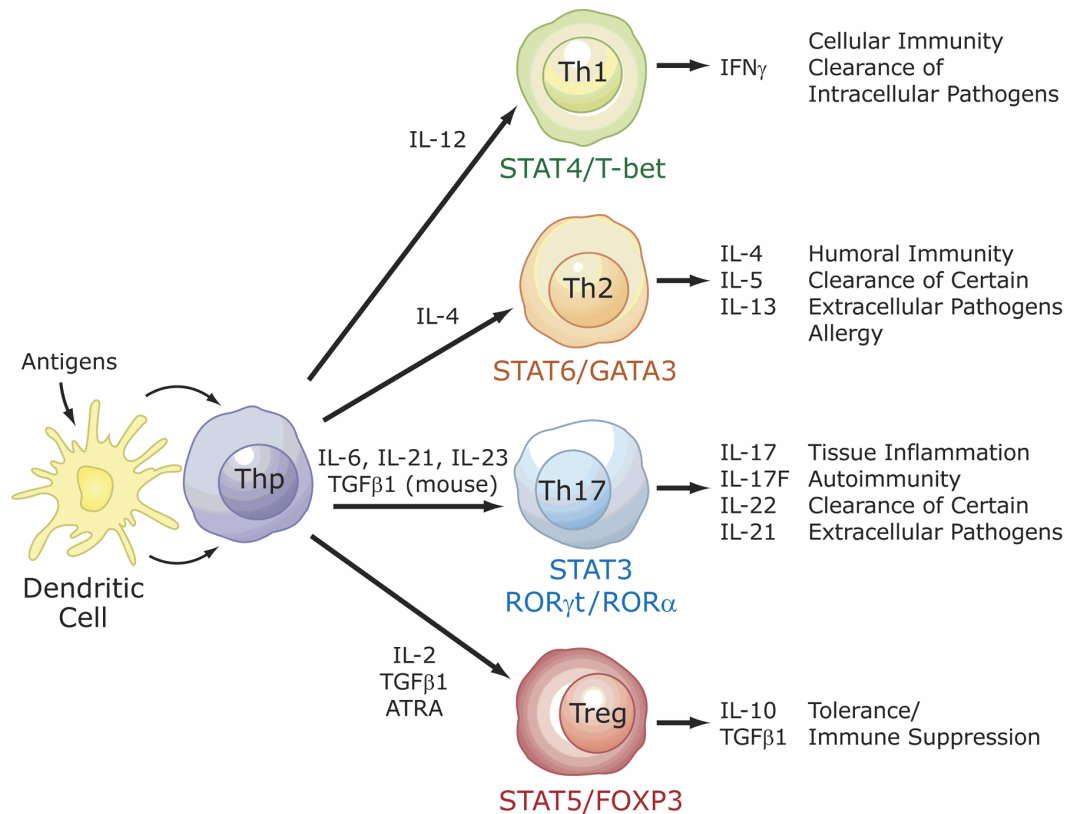 Th1
IFNγ
Cellular Immunity
Clearance of
Intracellular Pathogens
IL-12
STAT4/T-bet
Th2
IL-4
IL-5
IL-13
Humoral Immunity
Clearance of Certain
Extracellular Pathogens
Allergy
IL-4
STAT6/GATA3
Antigens
Dendritic
Cell
Thp
IL-6, IL-21, IL-23
TGFβ1 (mouse)
Th17
IL-17
IL-17F
IL-22
IL-21
Tissue Inflammation
Autoimmunity
Clearance of Certain
Extracellular Pathogens
STAT3
RORγt/RORα
IL-2
TGFβ1
ATRA
Treg
IL-10
TGFβ1
Tolerance/
Immune Suppression
STAT5/FOXP3